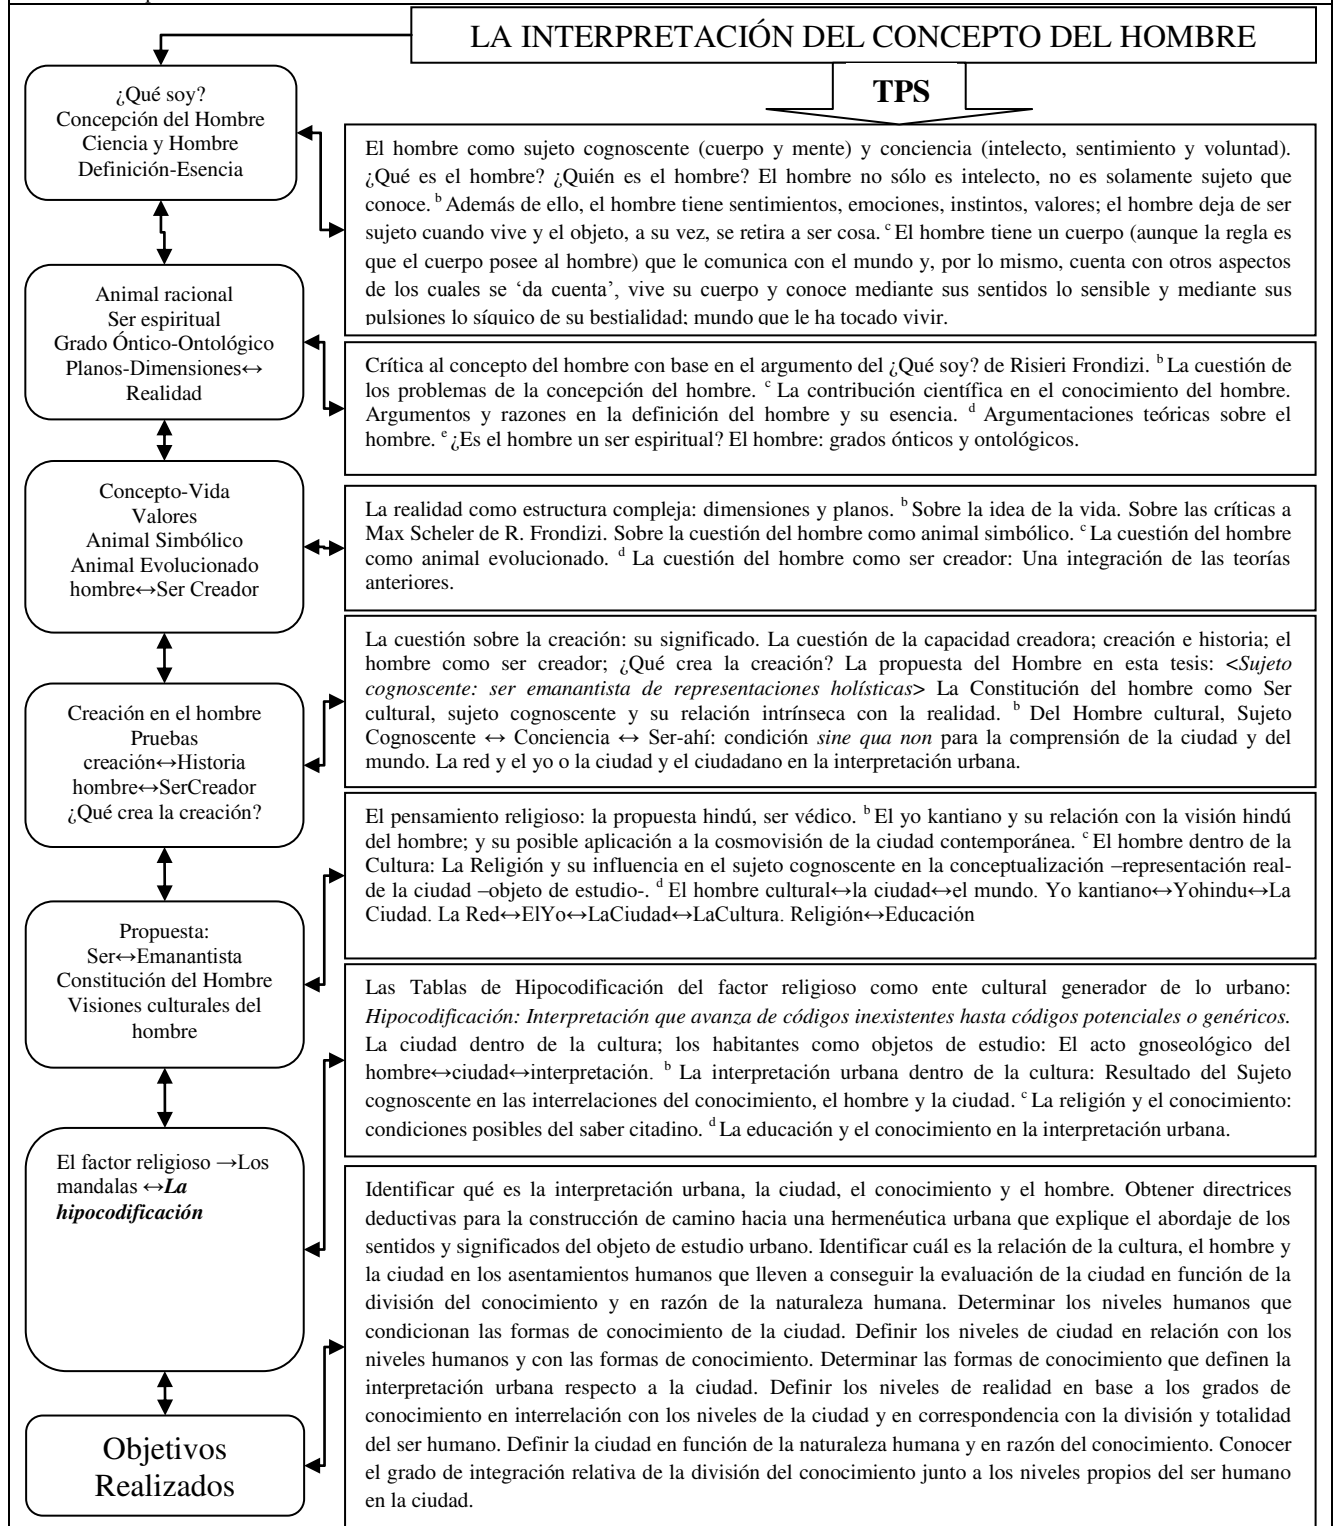 LA INTERPRETACIÓN DEL CONCEPTO DEL HOMBRE
TPS
¿Qué soy?
Concepción del Hombre
Ciencia y Hombre
Definición-Esencia
El hombre como sujeto cognoscente (cuerpo y mente) y conciencia (intelecto, sentimiento y voluntad).
¿Qué es el hombre? ¿Quién es el hombre? El hombre no sólo es intelecto, no es solamente sujeto que
conoce. b Además de ello, el hombre tiene sentimientos, emociones, instintos, valores; el hombre deja de ser
sujeto cuando vive y el objeto, a su vez, se retira a ser cosa. c El hombre tiene un cuerpo (aunque la regla es
que el cuerpo posee al hombre) que le comunica con el mundo y, por lo mismo, cuenta con otros aspectos
de los cuales se ‘da cuenta’, vive su cuerpo y conoce mediante sus sentidos lo sensible y mediante sus
pulsiones lo síquico de su bestialidad; mundo que le ha tocado vivir.
Animal racional
Ser espiritual
Grado Óntico-Ontológico
Planos-Dimensiones↔
Realidad
Crítica al concepto del hombre con base en el argumento del ¿Qué soy? de Risieri Frondizi. b La cuestión de
los problemas de la concepción del hombre. c La contribución científica en el conocimiento del hombre.
Argumentos y razones en la definición del hombre y su esencia. d Argumentaciones teóricas sobre el
hombre. e ¿Es el hombre un ser espiritual? El hombre: grados ónticos y ontológicos.
Concepto-Vida
Valores
Animal Simbólico
Animal Evolucionado
hombre↔Ser Creador
La realidad como estructura compleja: dimensiones y planos. b Sobre la idea de la vida. Sobre las críticas a
Max Scheler de R. Frondizi. Sobre la cuestión del hombre como animal simbólico. c La cuestión del hombre
como animal evolucionado. d La cuestión del hombre como ser creador: Una integración de las teorías
anteriores.
Creación en el hombre
Pruebas
creación↔Historia
hombre↔SerCreador
¿Qué crea la creación?
La cuestión sobre la creación: su significado. La cuestión de la capacidad creadora; creación e historia; el
hombre como ser creador; ¿Qué crea la creación? La propuesta del Hombre en esta tesis: <Sujeto
cognoscente: ser emanantista de representaciones holísticas> La Constitución del hombre como Ser
cultural, sujeto cognoscente y su relación intrínseca con la realidad. b Del Hombre cultural, Sujeto
Cognoscente ↔ Conciencia ↔ Ser-ahí: condición sine qua non para la comprensión de la ciudad y del
mundo. La red y el yo o la ciudad y el ciudadano en la interpretación urbana.
Propuesta:
Ser↔Emanantista
Constitución del Hombre
Visiones culturales del
hombre
El pensamiento religioso: la propuesta hindú, ser védico. b El yo kantiano y su relación con la visión hindú
del hombre; y su posible aplicación a la cosmovisión de la ciudad contemporánea. c El hombre dentro de la
Cultura: La Religión y su influencia en el sujeto cognoscente en la conceptualización –representación real-
de la ciudad –objeto de estudio-. d El hombre cultural↔la ciudad↔el mundo. Yo kantiano↔Yohindu↔La
Ciudad. La Red↔ElYo↔LaCiudad↔LaCultura. Religión↔Educación
El factor religioso →Los
mandalas ↔La
hipocodificación
Las Tablas de Hipocodificación del factor religioso como ente cultural generador de lo urbano:
Hipocodificación: Interpretación que avanza de códigos inexistentes hasta códigos potenciales o genéricos.
La ciudad dentro de la cultura; los habitantes como objetos de estudio: El acto gnoseológico del
hombre↔ciudad↔interpretación. b La interpretación urbana dentro de la cultura: Resultado del Sujeto
cognoscente en las interrelaciones del conocimiento, el hombre y la ciudad. c La religión y el conocimiento:
condiciones posibles del saber citadino. d La educación y el conocimiento en la interpretación urbana.
Objetivos
Realizados
Identificar qué es la interpretación urbana, la ciudad, el conocimiento y el hombre. Obtener directrices
deductivas para la construcción de camino hacia una hermenéutica urbana que explique el abordaje de los
sentidos y significados del objeto de estudio urbano. Identificar cuál es la relación de la cultura, el hombre y
la ciudad en los asentamientos humanos que lleven a conseguir la evaluación de la ciudad en función de la
división del conocimiento y en razón de la naturaleza humana. Determinar los niveles humanos que
condicionan las formas de conocimiento de la ciudad. Definir los niveles de ciudad en relación con los
niveles humanos y con las formas de conocimiento. Determinar las formas de conocimiento que definen la
interpretación urbana respecto a la ciudad. Definir los niveles de realidad en base a los grados de
conocimiento en interrelación con los niveles de la ciudad y en correspondencia con la división y totalidad
del ser humano. Definir la ciudad en función de la naturaleza humana y en razón del conocimiento. Conocer
el grado de integración relativa de la división del conocimiento junto a los niveles propios del ser humano
en la ciudad.